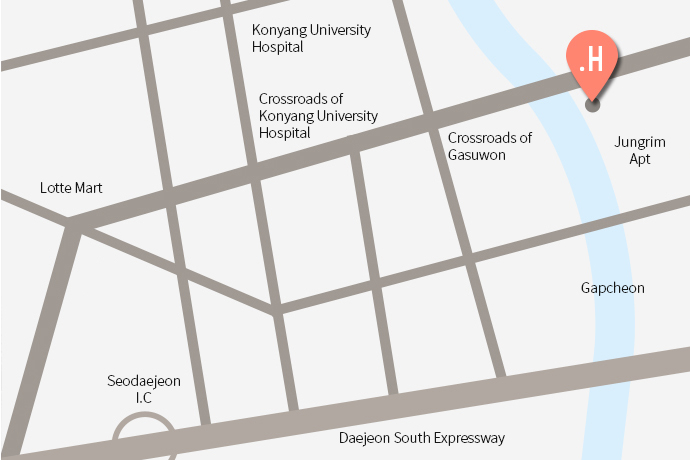 Konyang University
Hospital
.H
Crossroads of
Konyang University
Hospital
Crossroads of
Gasuwon
Jungrim
Apt
Lotte Mart
Gapcheon
Seodaejeon
I.C
Daejeon South Expressway